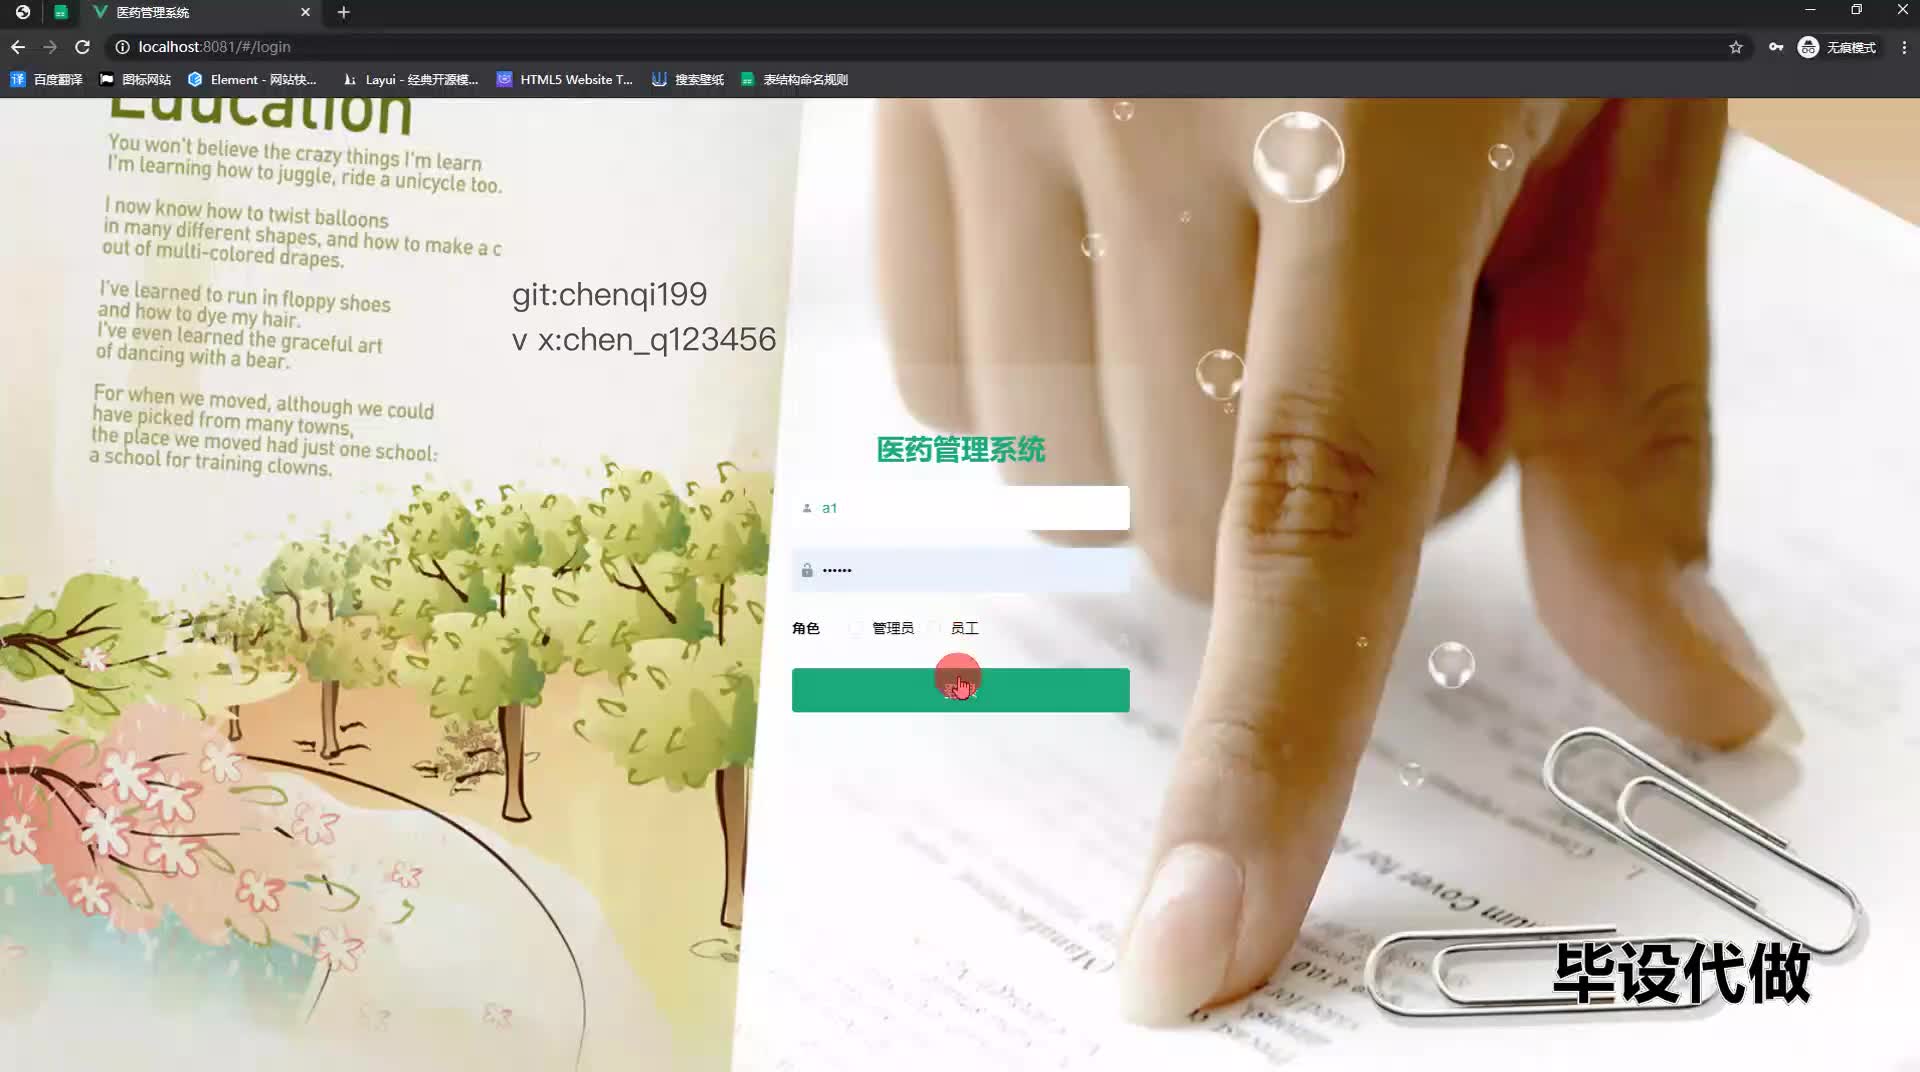 医药管理系统
localhost:8081/#/login
无痕模式
百度翻译
图标网站
Element - 网站快...
Layui - 经典开源模...
HTML5 Website T...
搜索壁纸
表结构命名规则
Education
You won't believe the crazy things I'm learn
I'm learning how to juggle, ride a unicycle too.
I now know how to twist balloons
in many different shapes, and how to make a c
out of multi-colored drapes.
I've learned to run in floppy shoes
and how to dye my hair.
I've even learned the graceful art
of dancing with a bear.
For when we moved, although we could
have picked from many towns,
the place we moved had just one school:
a school for training clowns.
git:chenqi199
v x:chen_q123456
医药管理系统
a1
••••••
角色 管理员 员工
毕设代做